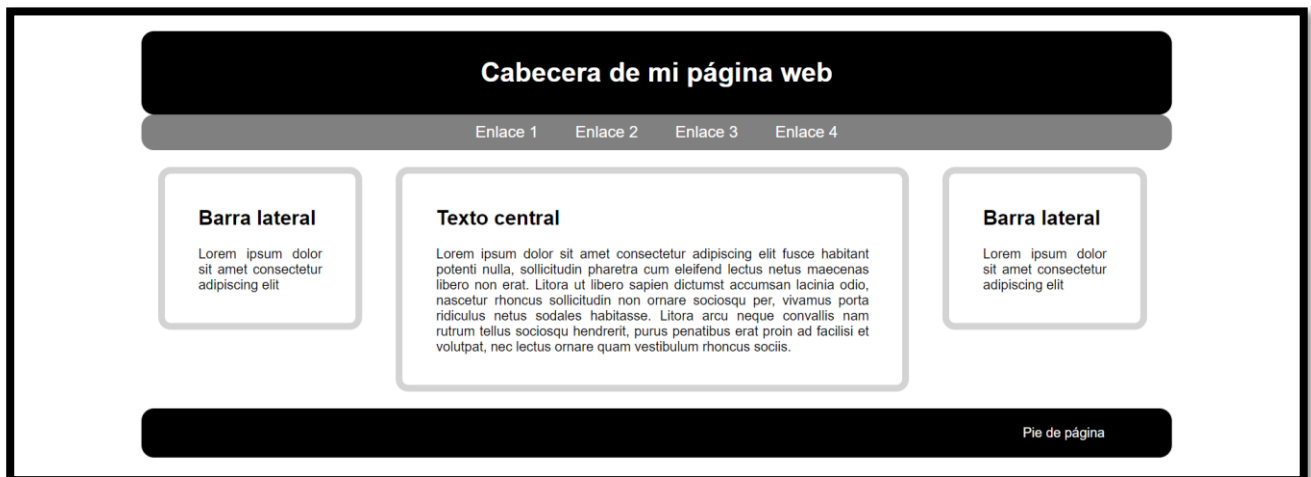 Cabecera de mi página web
Enlace 1 Enlace 2 Enlace 3 Enlace 4
Barra lateral
Lorem ipsum dolor
sit amet consectetur
adipiscing elit
Texto central
Lorem ipsum dolor sit amet consectetur adipiscing elit fusce habitant
potenti nulla, sollicitudin pharetra cum eleifend lectus netus maecenas
libero non erat. Litora ut libero sapien dictumst accumsan lacinia odio,
nascetur rhoncus sollicitudin non ornare sociosqu per, vivamus porta
ridiculus netus sodales habitasse. Litora arcu neque convallis nam
rutrum tellus sociosqu hendrerit, purus penatibus erat proin ad facilisi et
volutpat, nec lectus ornare quam vestibulum rhoncus sociis.
Barra lateral
Lorem ipsum dolor
sit amet consectetur
adipiscing elit
Pie de página